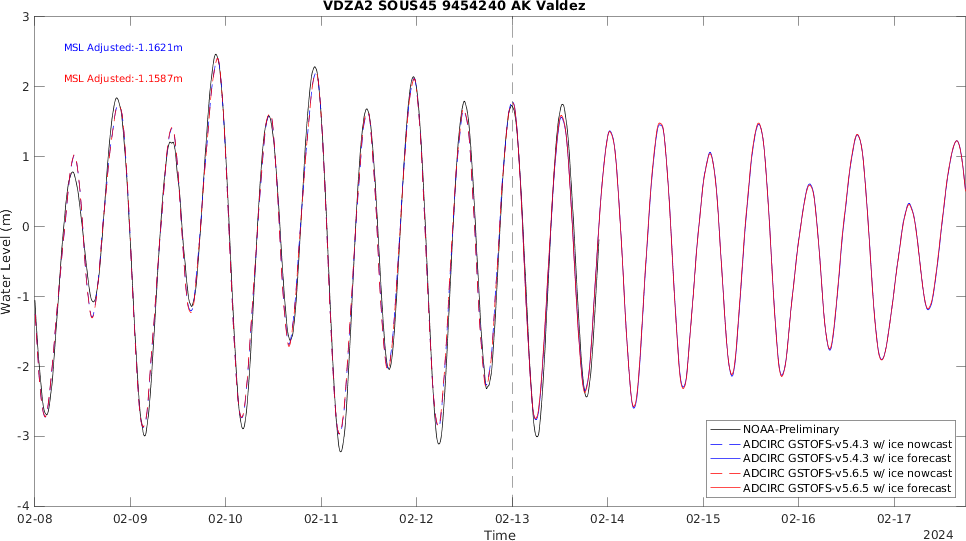 VDZA2 SOUS45 9454240 AK Valdez
MSL Adjusted:-1.1621m
MSL Adjusted:-1.1587m
3
2
1
0
-1
-2
-3
-4
Water Level (m)
NOAA-Preliminary
ADCIRC GSTOFS-v5.4.3 w/ ice nowcast
ADCIRC GSTOFS-v5.4.3 w/ ice forecast
ADCIRC GSTOFS-v5.6.5 w/ ice nowcast
ADCIRC GSTOFS-v5.6.5 w/ ice forecast
02-08 02-09 02-10 02-11 02-12 02-13 02-14 02-15 02-16 02-17
Time
2024